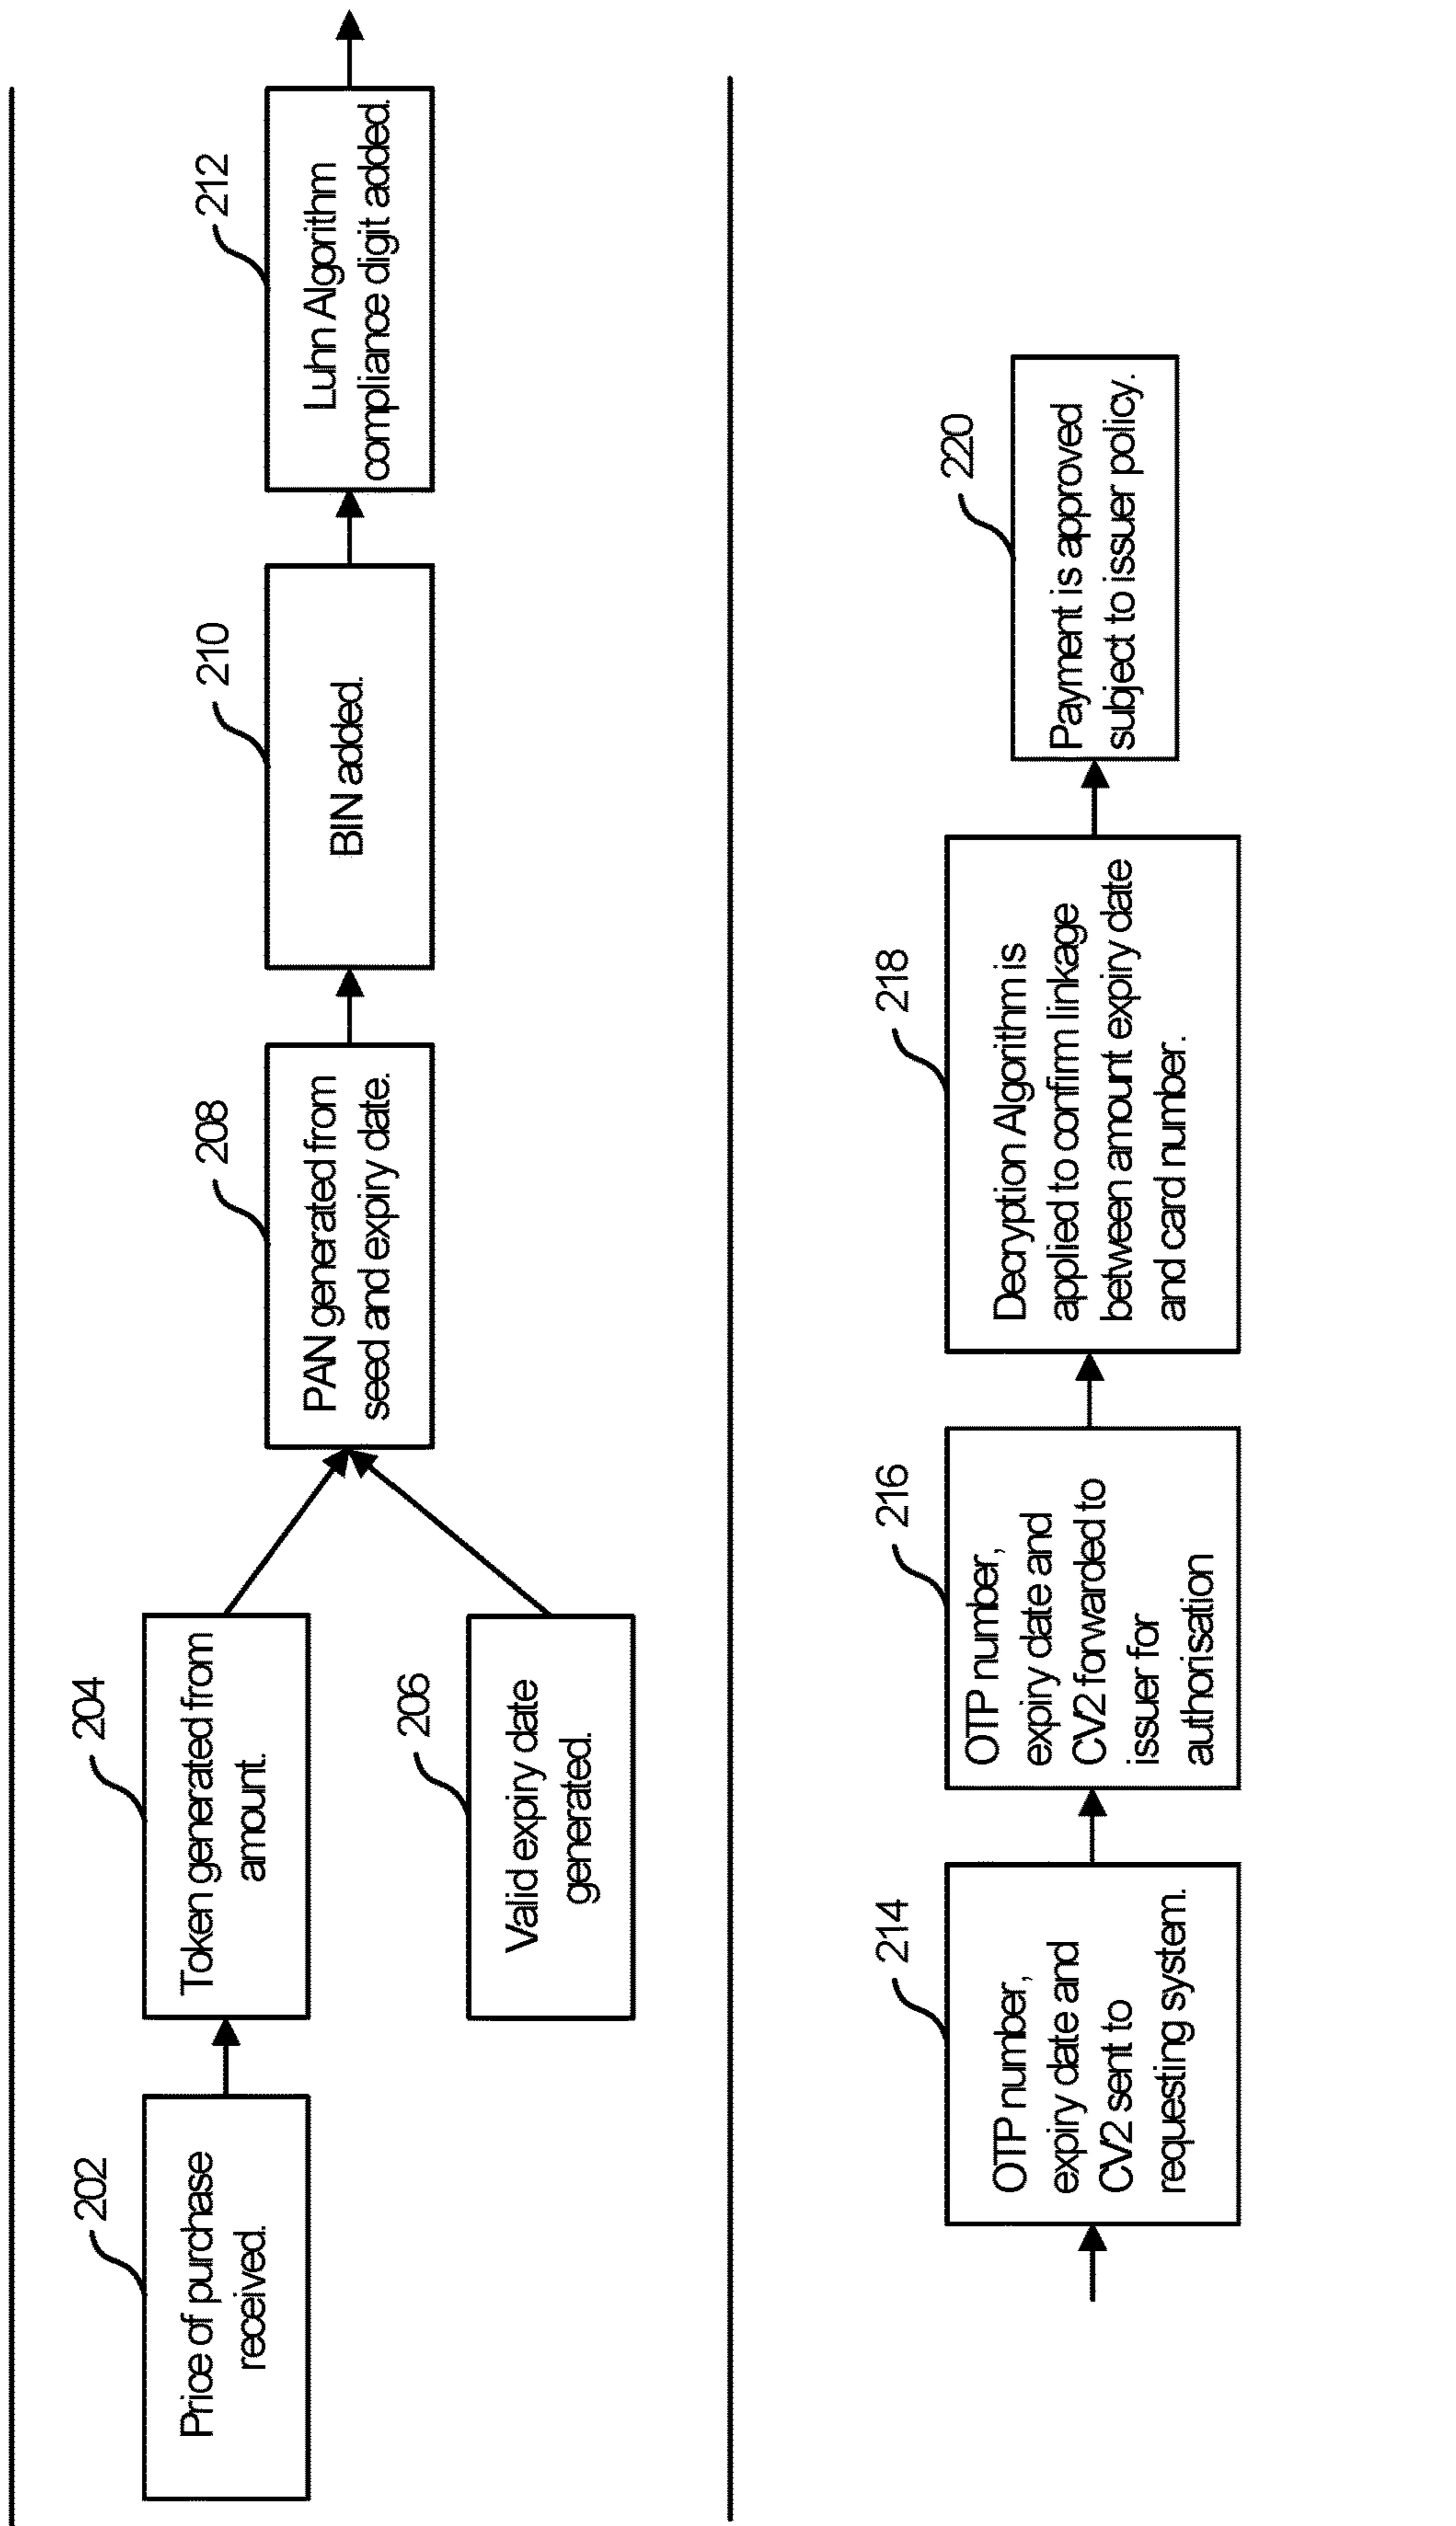 202
Price of purchase
received.
204
Token generated from
amount.
206
Valid expiry date
generated.
208
PAN generated from
seed and expiry date.
210
BIN added.
212
Luhn Algorithm
compliance digit added.
214
OTP number,
expiry date and
CV2 sent to
requesting system.
216
OTP number,
expiry date and
CV2 forwarded to
issuer for
authorisation
218
Decryption Algorithm is
applied to confirm linkage
between amount expiry date
and card number.
220
Payment is approved
subject to issuer policy.